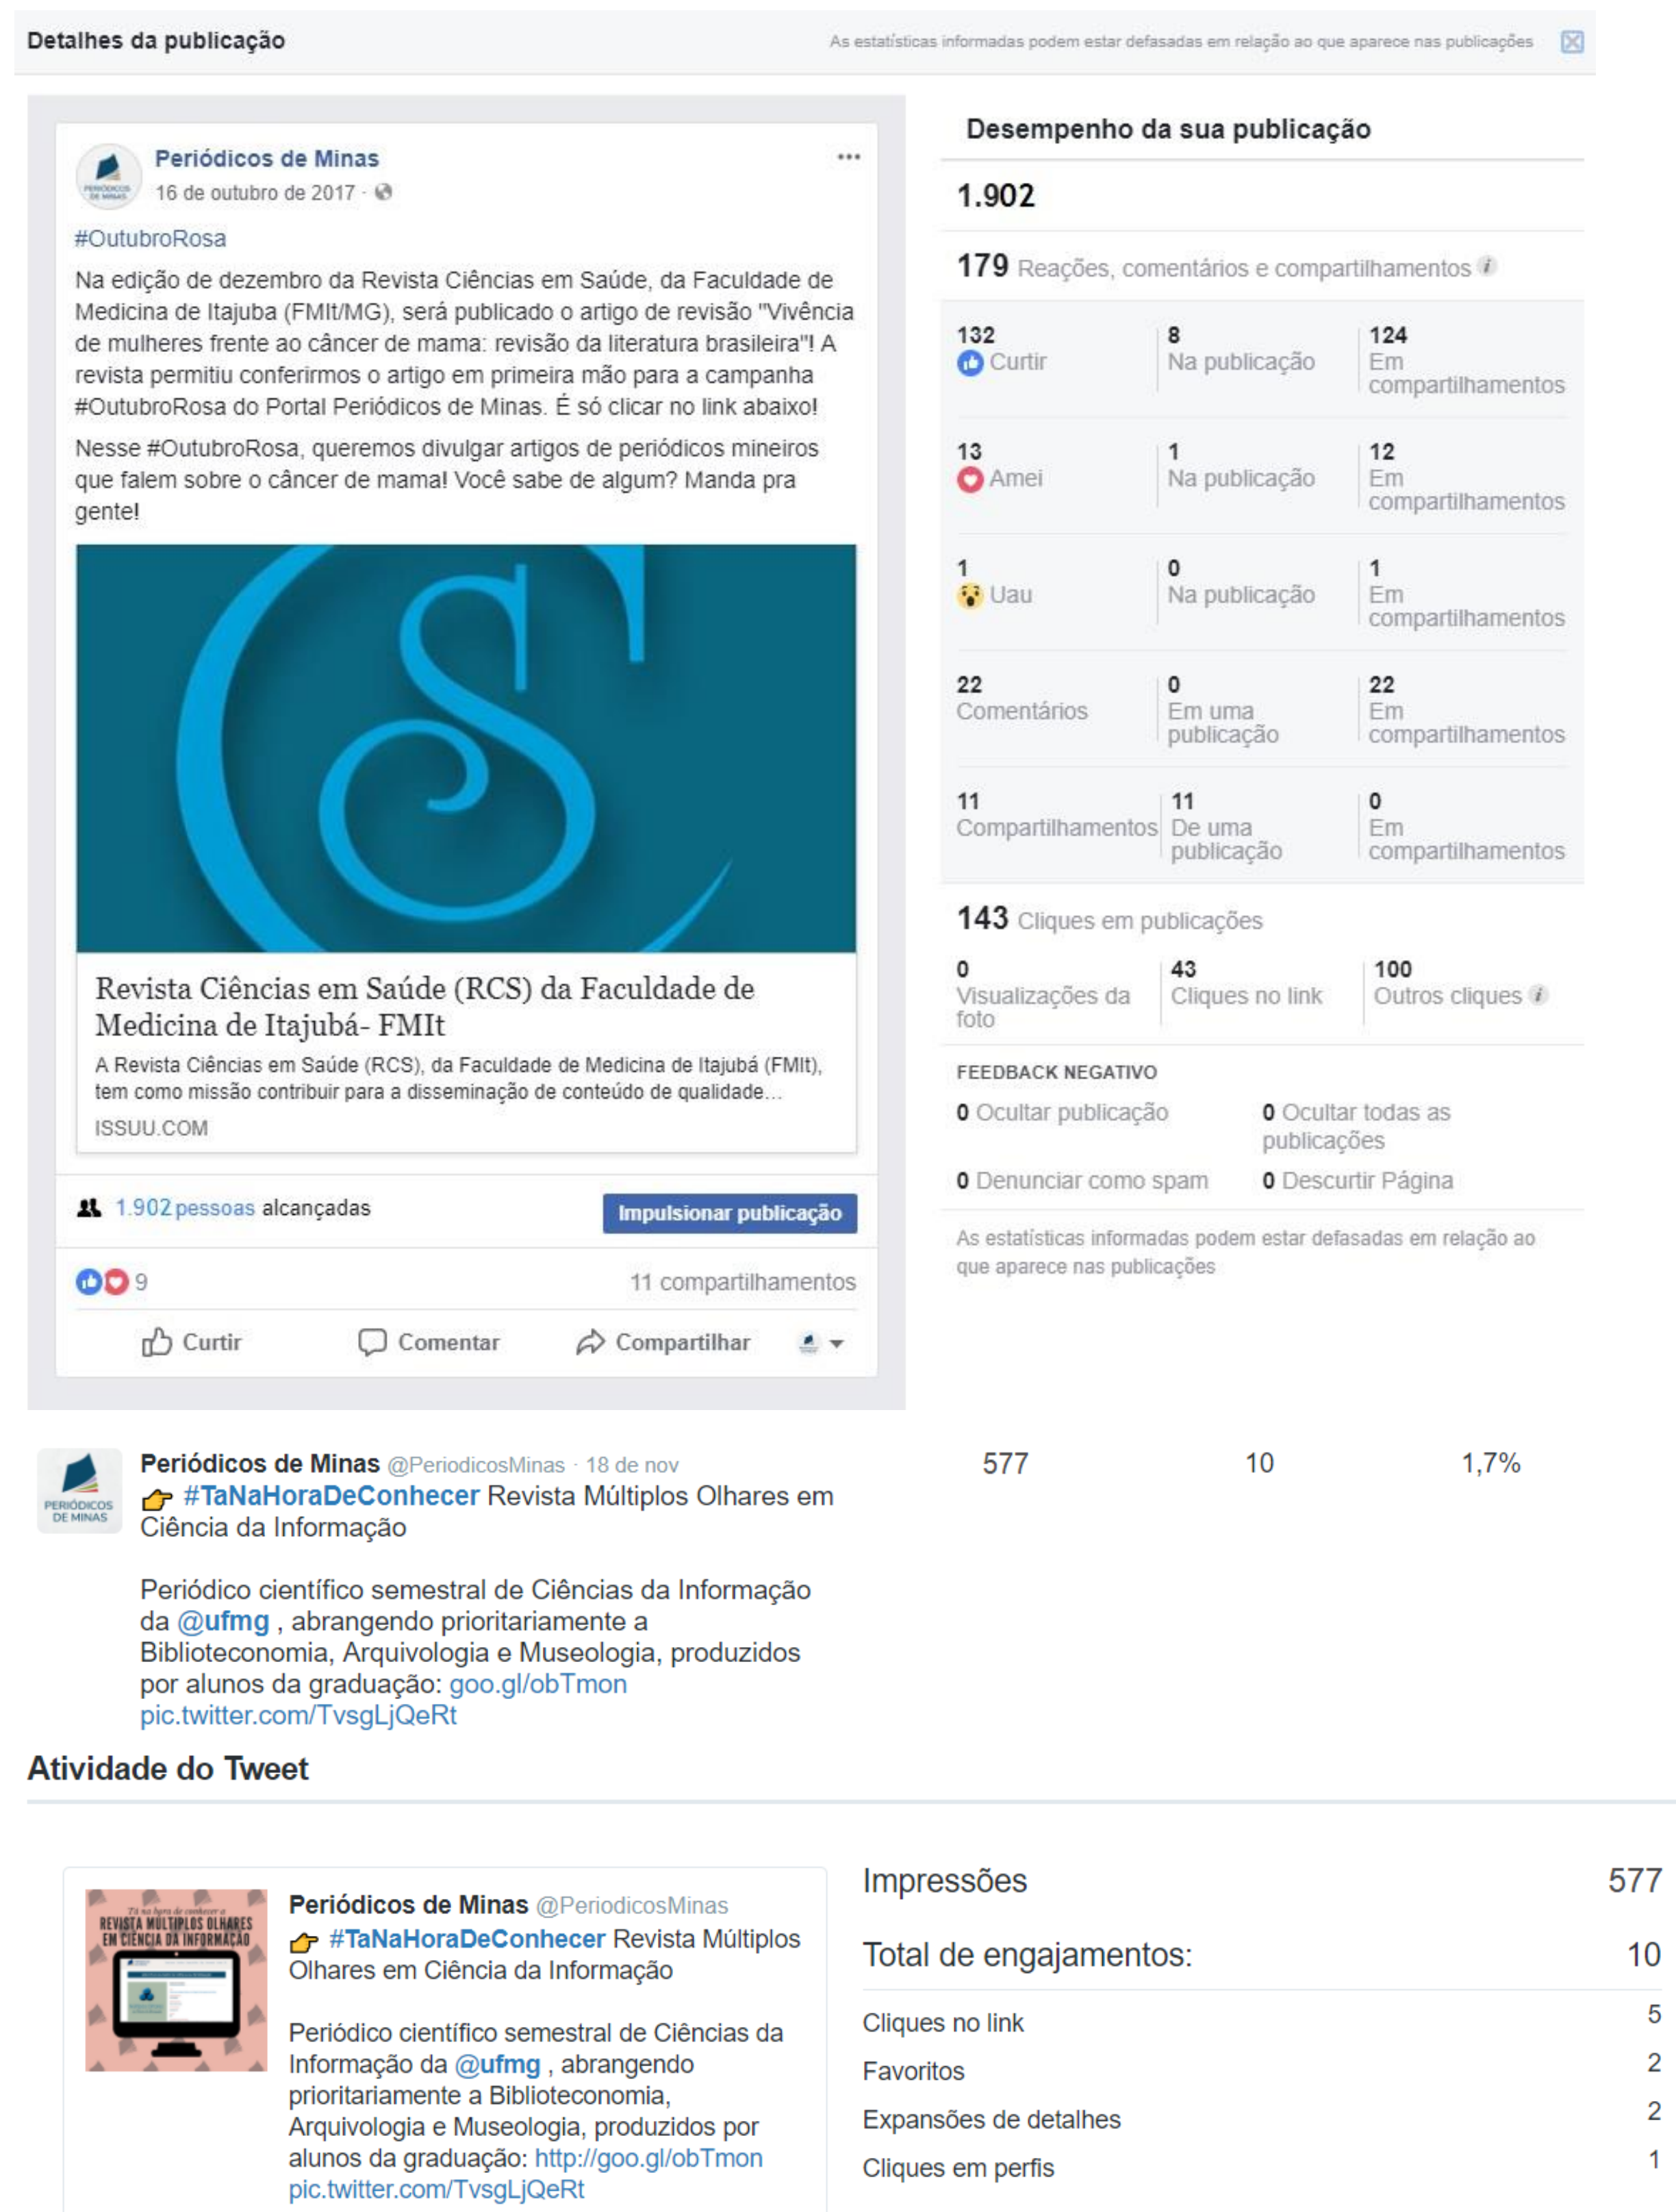 Detalhes da publicação
As estatísticas informadas podem estar defasadas em relação ao que aparece nas publicações
Periódicos de Minas
16 de outubro de 2017 ·
#OutubroRosa
Na edição de dezembro da Revista Ciências em Saúde, da Faculdade de
Medicina de Itajuba (FMIt/MG), será publicado o artigo de revisão "Vivência
de mulheres frente ao câncer de mama: revisão da literatura brasileira"! A
revista permitiu conferirmos o artigo em primeira mão para a campanha
#OutubroRosa do Portal Periódicos de Minas. É só clicar no link abaixo!
Nesse #OutubroRosa, queremos divulgar artigos de periódicos mineiros
que falem sobre o câncer de mama! Você sabe de algum? Manda pra
gente!
Revista Ciências em Saúde (RCS) da Faculdade de
Medicina de Itajubá- FMIt
A Revista Ciências em Saúde (RCS), da Faculdade de Medicina de Itajubá (FMIt),
tem como missão contribuir para a disseminação de conteúdo de qualidade...
ISSUU.COM
1.902 pessoas alcançadas
Impulsionar publicação
9
11 compartilhamentos
Curtir
Comentar
Compartilhar
Desempenho da sua publicação
1.902
179 Reações, comentários e compartilhamentos
132
Curtir
8
Na publicação
124
Em
compartilhamentos
13
Amei
1
Na publicação
12
Em
compartilhamentos
1
Uau
0
Na publicação
1
Em
compartilhamentos
22
Comentários
0
Em uma
publicação
22
Em
compartilhamentos
11
Compartilhamentos
11
De uma
publicação
0
Em
compartilhamentos
143 Cliques em publicações
0
Visualizações da
foto
43
Cliques no link
100
Outros cliques
FEEDBACK NEGATIVO
0 Ocultar publicação
0 Ocultar todas as
publicações
0 Denunciar como spam
0 Descurtir Página
As estatísticas informadas podem estar defasadas em relação ao
que aparece nas publicações
PERIÓDICOS
DE MINAS
Periódicos de Minas @PeriodicosMinas · 18 de nov
577
10
1,7%
👉 #TaNaHoraDeConhecer Revista Múltiplos Olhares em
Ciência da Informação
Periódico científico semestral de Ciências da Informação
da @ufmg , abrangendo prioritariamente a
Biblioteconomia, Arquivologia e Museologia, produzidos
por alunos da graduação: goo.gl/obTmon
pic.twitter.com/TvsgLjQeRt
Atividade do Tweet
Tá na hora de conhecer a
REVISTA MÚLTIPLOS OLHARES
EM CIÊNCIA DA INFORMAÇÃO
Periódicos de Minas @PeriodicosMinas
👉 #TaNaHoraDeConhecer Revista Múltiplos
Olhares em Ciência da Informação
Periódico científico semestral de Ciências da
Informação da @ufmg , abrangendo
prioritariamente a Biblioteconomia,
Arquivologia e Museologia, produzidos por
alunos da graduação: http://goo.gl/obTmon
pic.twitter.com/TvsgLjQeRt
Impressões 577
Total de engajamentos: 10
Cliques no link 5
Favoritos 2
Expansões de detalhes 2
Cliques em perfis 1